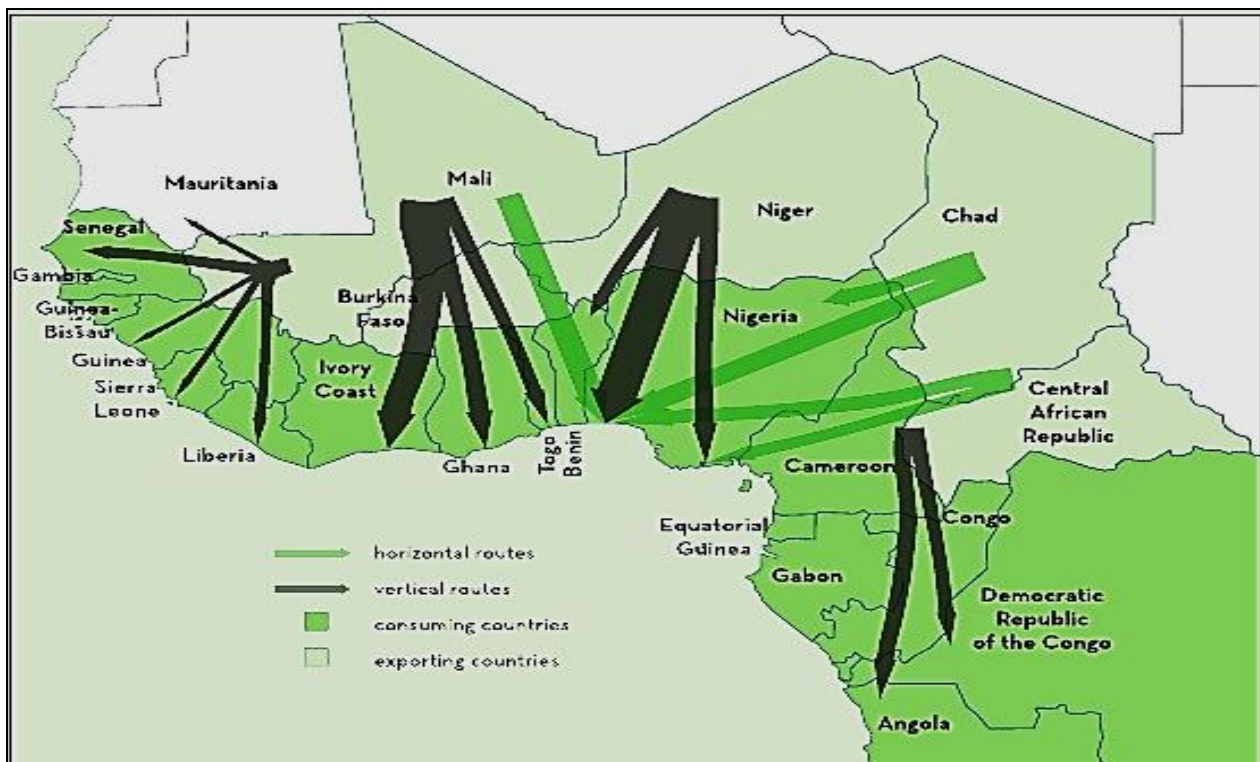 Mauritania
Mali
Niger
Chad
Senegal
Gambia
Guinea-
Bissau
Guinea
Sierra
Leone
Liberia
Ivory
Coast
Burkina
Faso
Ghana
Togo
Benin
Nigeria
Cameroon
Central
African
Republic
Equatorial
Guinea
Gabon
Congo
Democratic
Republic
of the Congo
Angola
horizontal routes
vertical routes
consuming countries
exporting countries